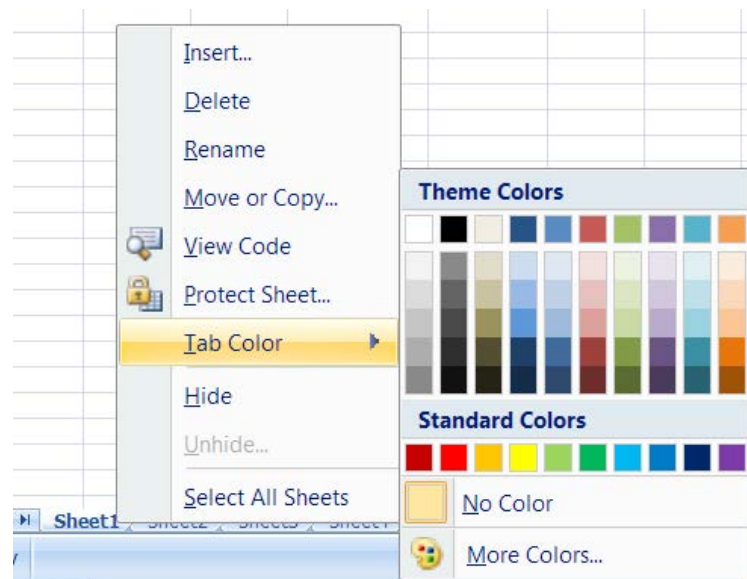 Insert...
Delete
Rename
Move or Copy...
View Code
Protect Sheet...
Tab Color
Hide
Unhide...
Select All Sheets
Theme Colors
Standard Colors
No Color
More Colors...
Sheet1